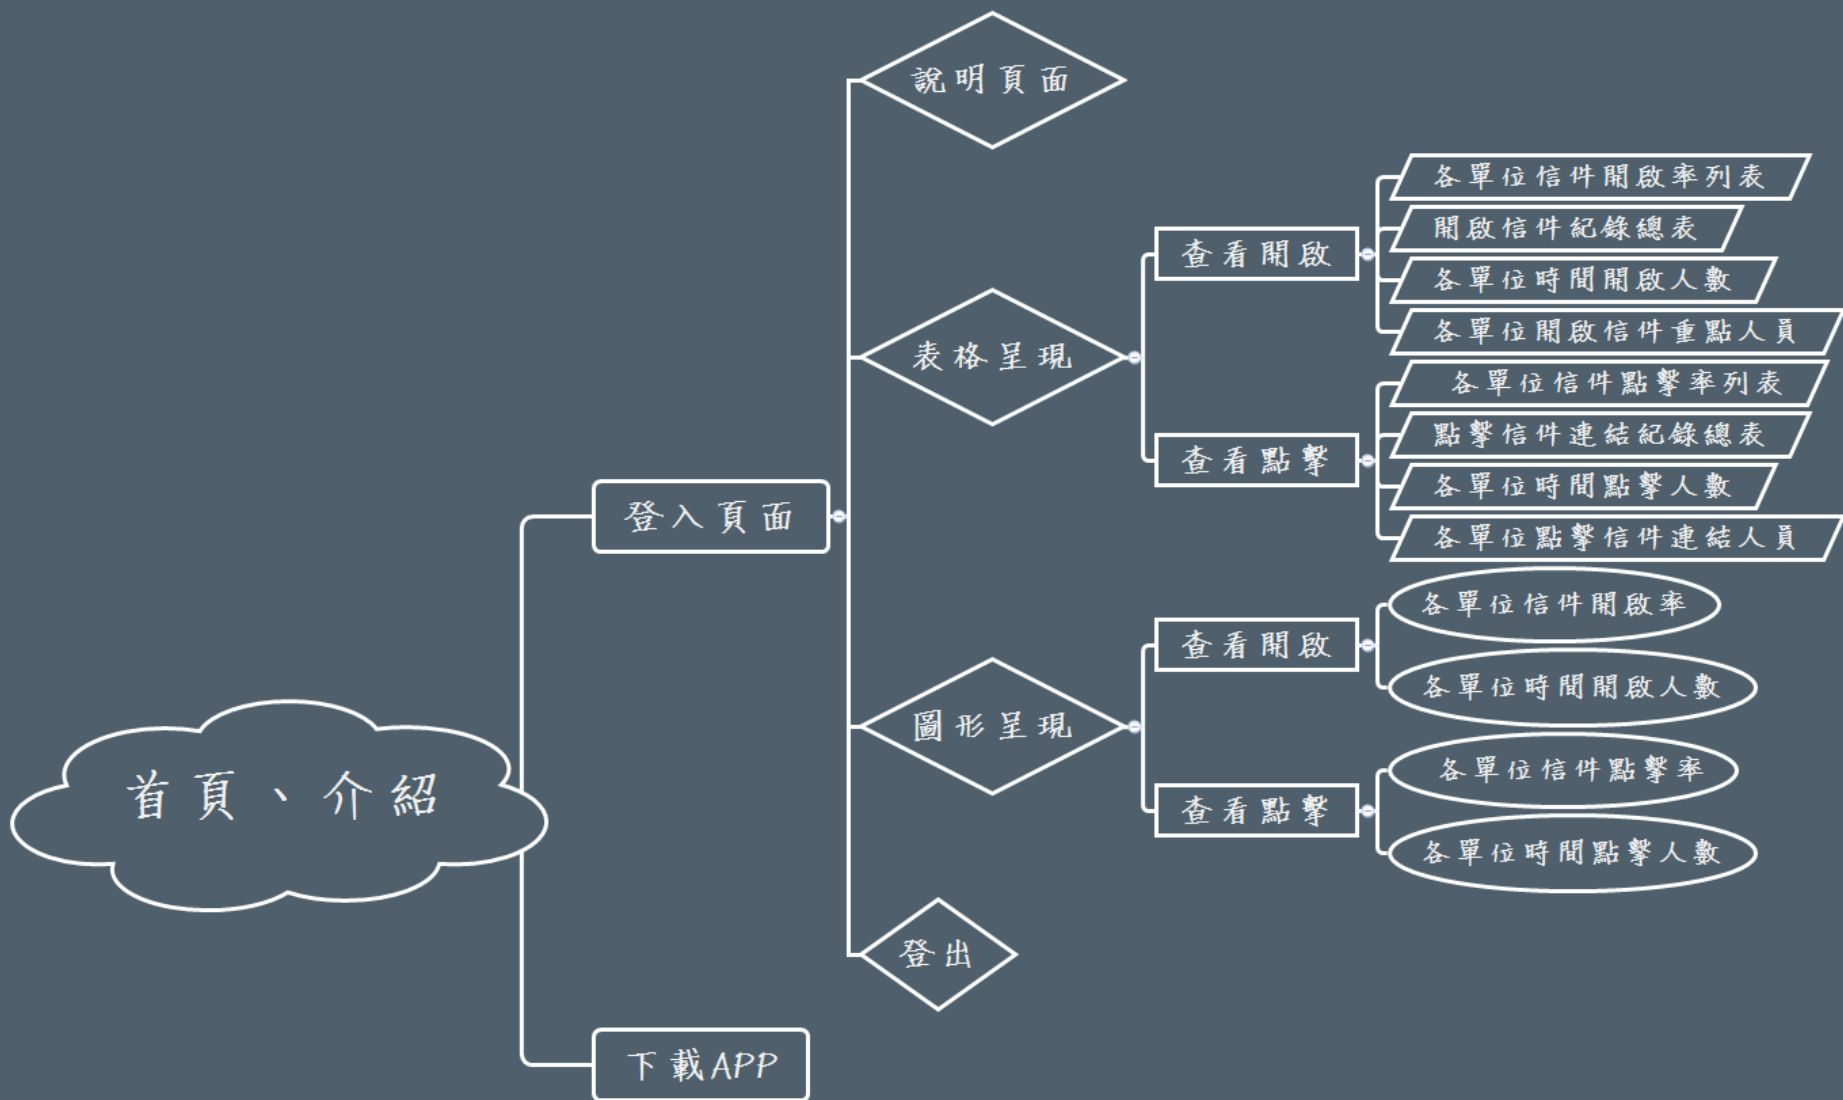 首頁、介紹
登入頁面
說明頁面
表格呈現
查看開啟
各單位信件開啟率列表
開啟信件紀錄總表
各單位時間開啟人數
各單位開啟信件重點人員
查看點擊
各單位信件點擊率列表
點擊信件連結紀錄總表
各單位時間點擊人數
各單位點擊信件連結人員
圖形呈現
查看開啟
各單位信件開啟率
各單位時間開啟人數
查看點擊
各單位信件點擊率
各單位時間點擊人數
登出
下載APP